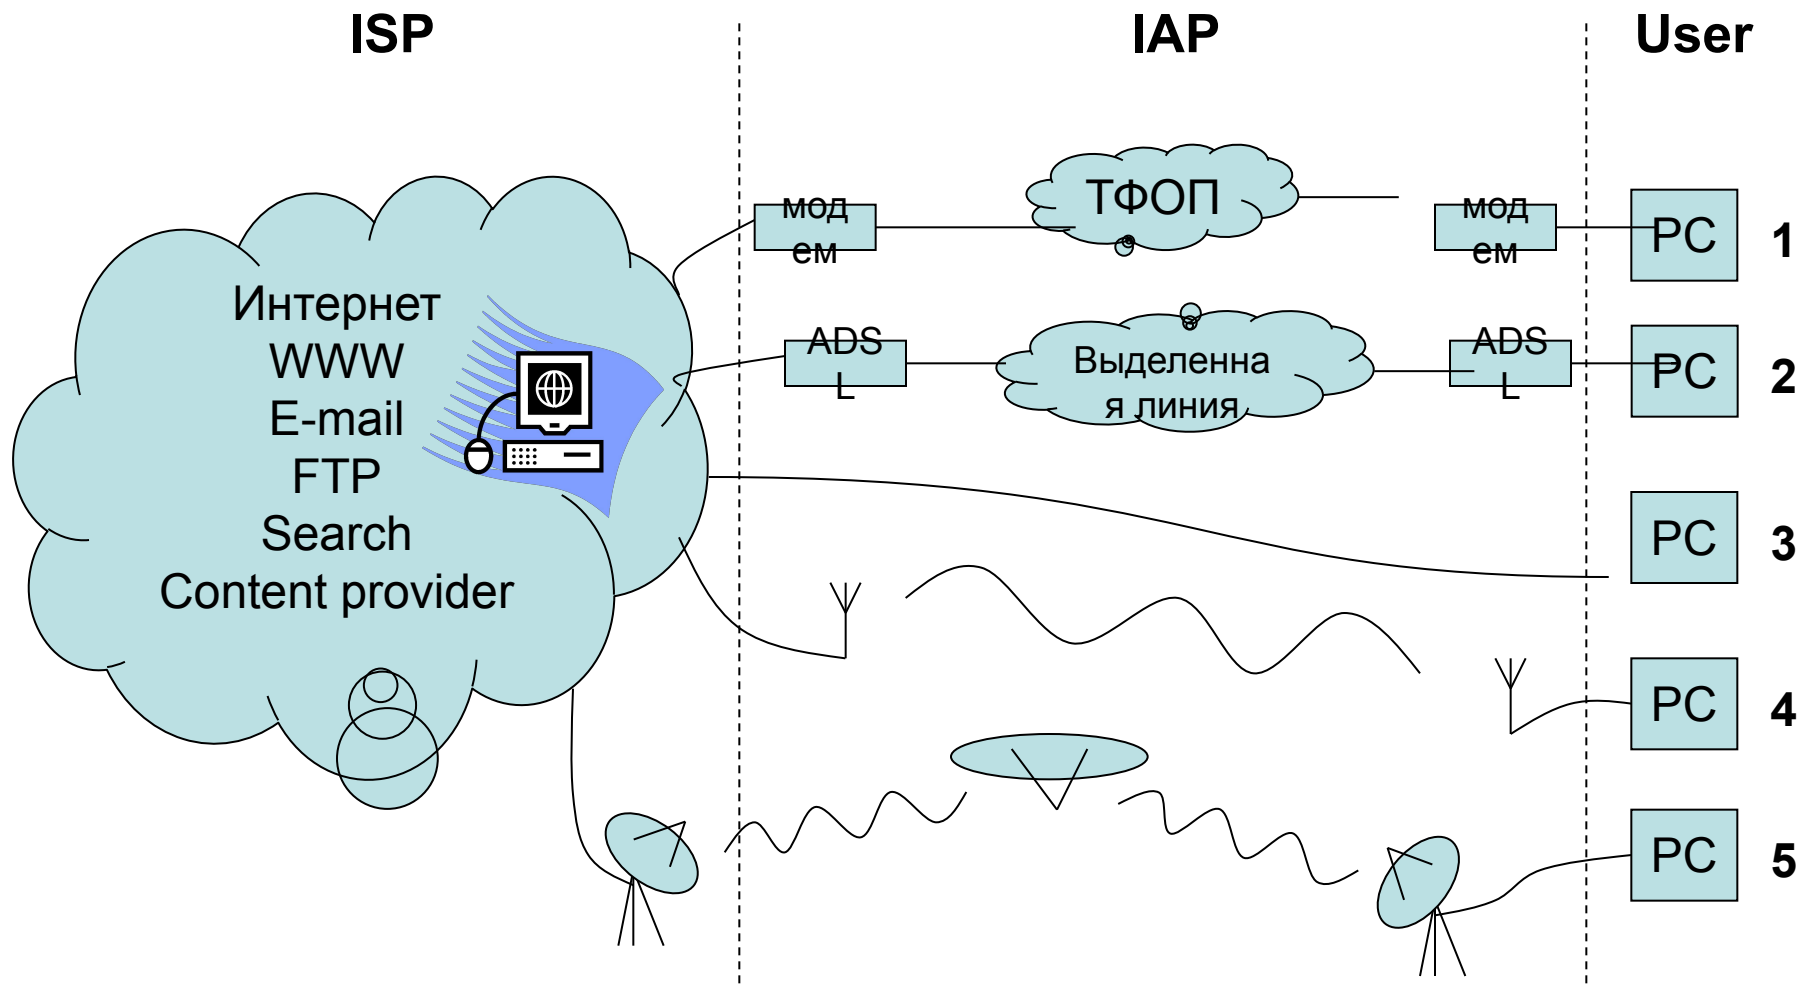 ISP
IAP
User
Интернет
WWW
E-mail
FTP
Search
Content provider
мод
ем
ТФОП
мод
ем
PC
1
ADS
L
Выделенна
я линия
ADS
L
PC
2
PC
3
PC
4
PC
5